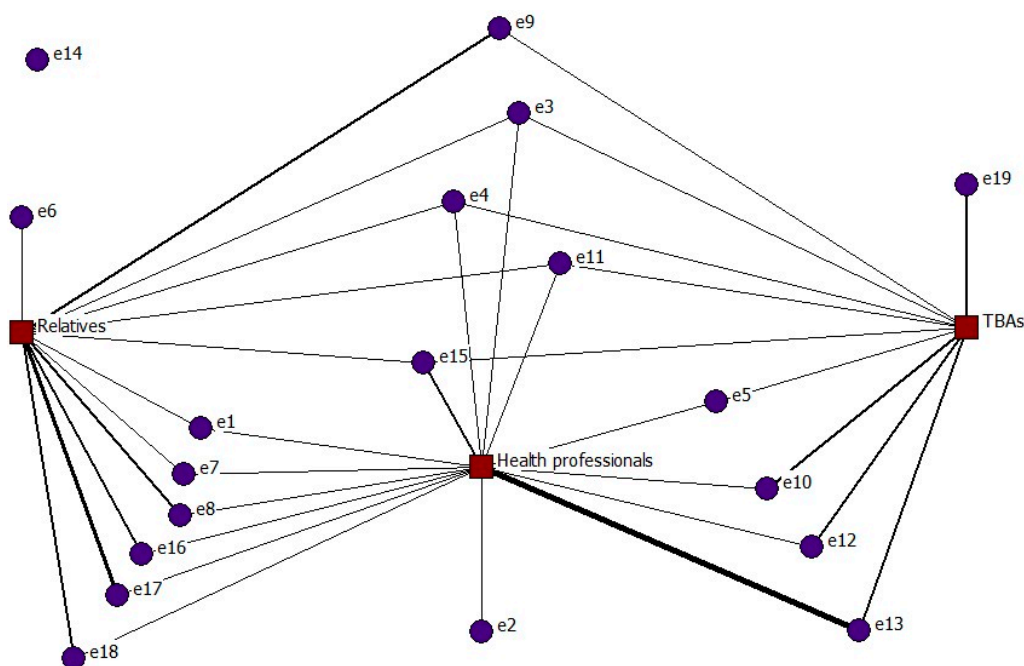 e9
e14
e3
e19
e4
e6
e11
Relatives
TBAs
e15
e5
e1
Health professionals
e7
e10
e8
e12
e16
e17
e2
e13
e18